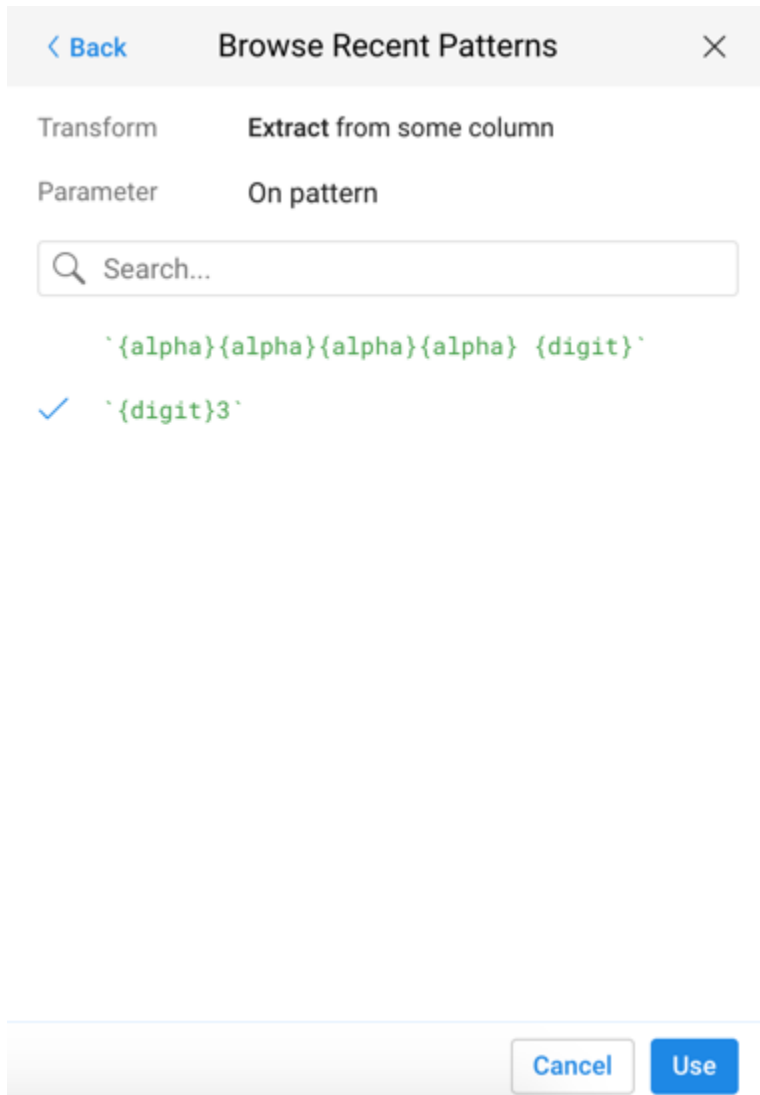 Back Browse Recent Patterns
Transform Extract from some column
Parameter On pattern
Search...
`{alpha}{alpha}{alpha}{alpha} {digit}`
`{digit}3`
Cancel Use